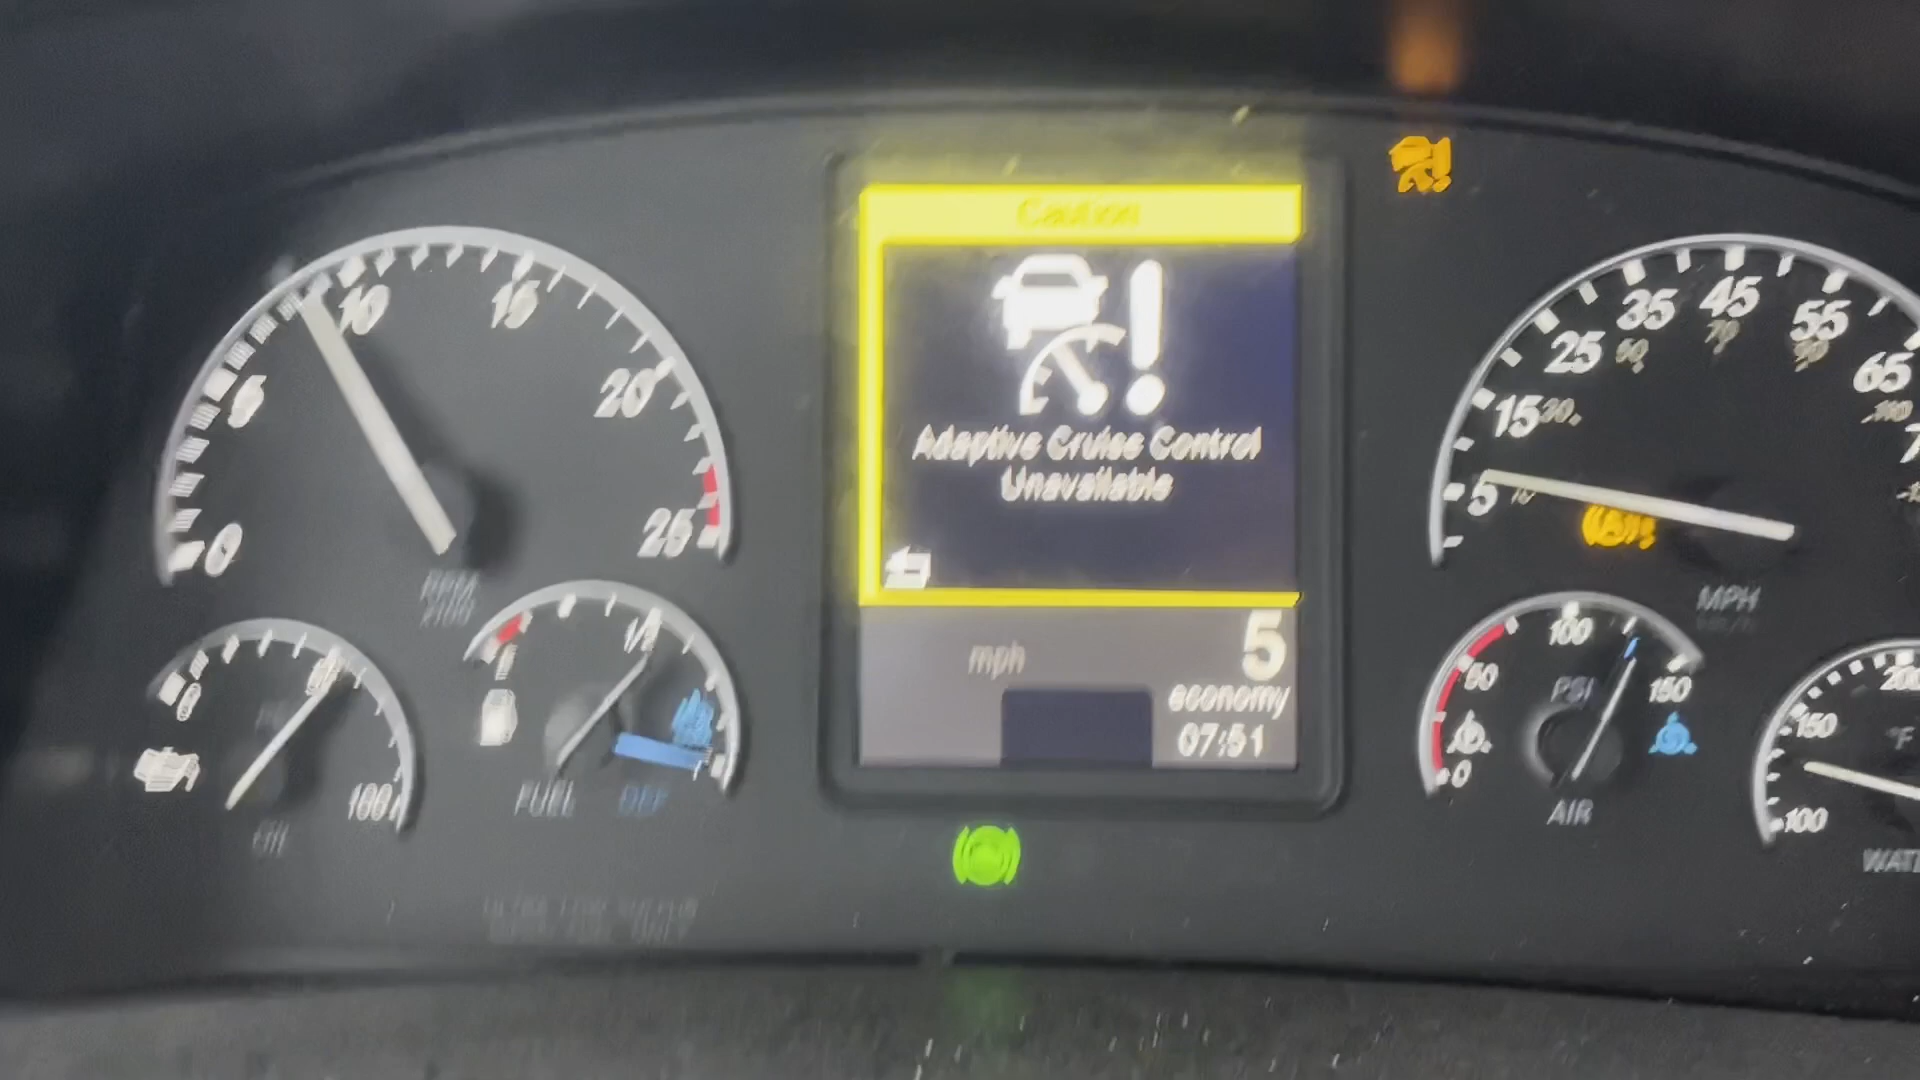 Caution
Adaptive Cruise Control
Unavailable
mph
5
economy
07:51
0
5
10
15
20
25
RPM
X100
100
OIL
1/2
FUEL
DEF
5
15
25
35
45
55
65
MPH
0
50
100
150
PSI
AIR
100
150
200
°F